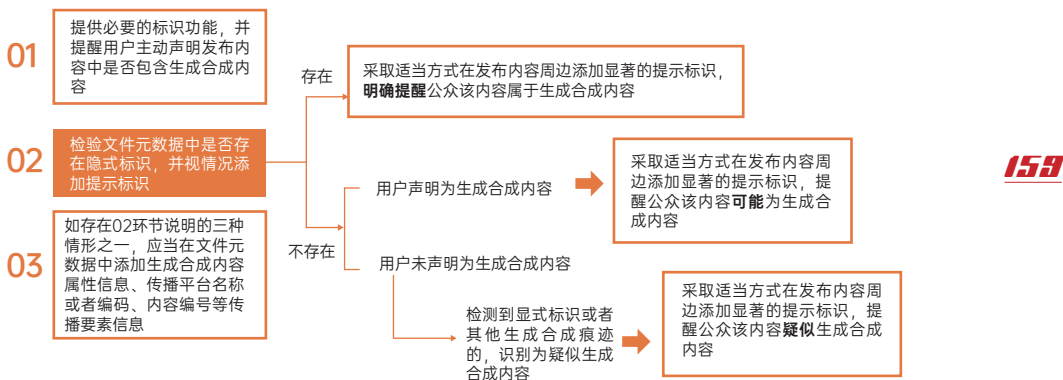 01
提供必要的标识功能，并
提醒用户主动声明发布内
容中是否包含生成合成内
容
02
检验文件元数据中是否存
在隐式标识，并视情况添
加提示标识
03
如存在02环节说明的三种
情形之一，应当在文件元
数据中添加生成合成内容
属性信息、传播平台名称
或者编码、内容编号等传
播要素信息
存在
采取适当方式在发布内容周边添加显著的提示标识，
明确提醒公众该内容属于生成合成内容
不存在
用户声明为生成合成内容
采取适当方式在发布内容周
边添加显著的提示标识，提
醒公众该内容可能为生成合
成内容
用户未声明为生成合成内容
检测到显式标识或者
其他生成合成痕迹
的，识别为疑似生成
合成内容
采取适当方式在发布内容周
边添加显著的提示标识，提
醒公众该内容疑似生成合成
内容
159